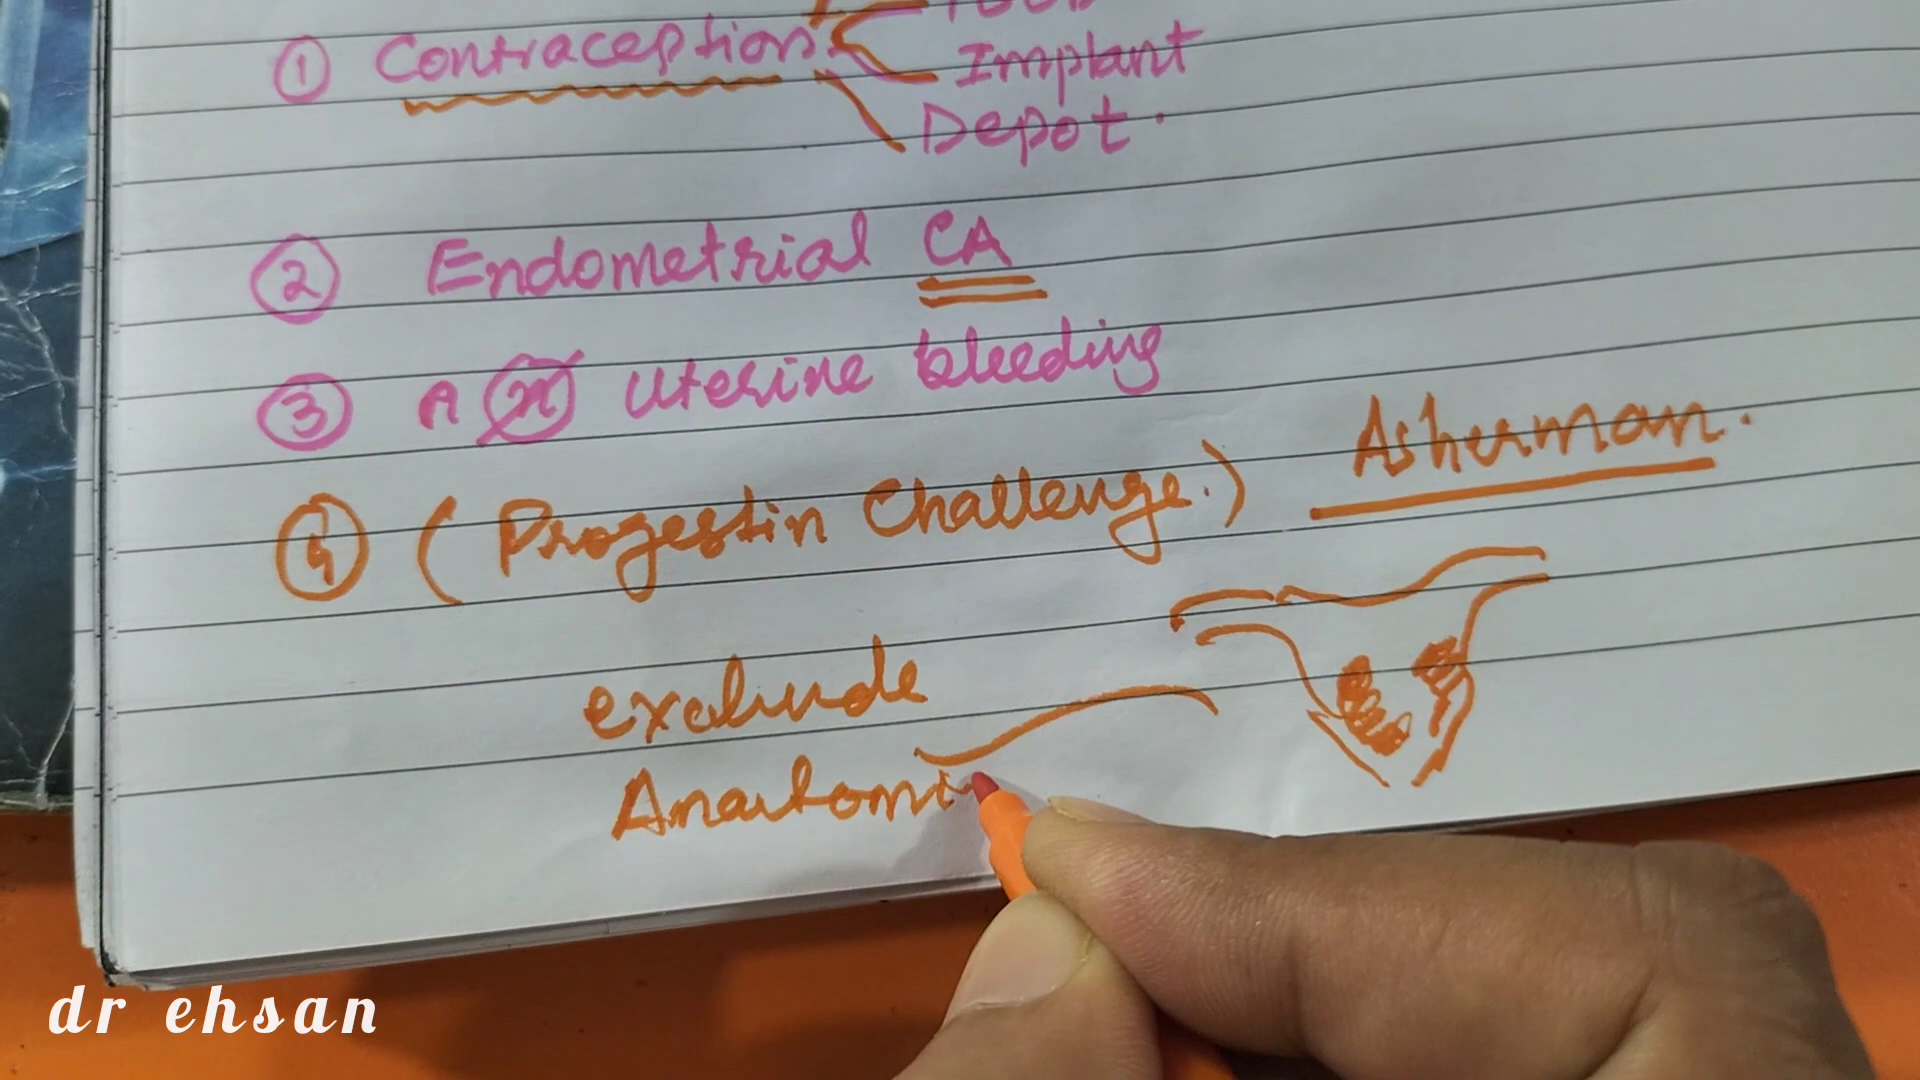 ① Contraception
Implant
Depot.
② Endometrial CA
③ A (n) Uterine bleeding
④ (Progestin Challenge.) Asherman.
exclude
Anatomi
dr ehsan